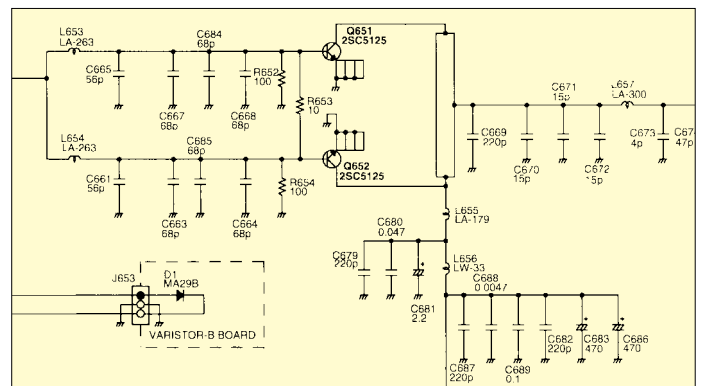 L653
LA-263
C665
56p
C684
68p
C667
68p
C668
68p
R652
100
R653
10
Q651
2SC5125
L654
LA-263
C661
56p
C685
68p
C663
68p
C664
68p
R654
100
Q652
2SC5125
C669
220p
C670
15p
C671
15p
C672
15p
L657
LA-300
C673
4p
47p
L655
LA-179
C680
0.047
C679
220p
C681
2.2
L656
LW-33
C688
0.0047
C687
220p
C689
0.1
C682
220p
C683
470
C686
470
J653
D1
MA29B
VARISTOR-B BOARD